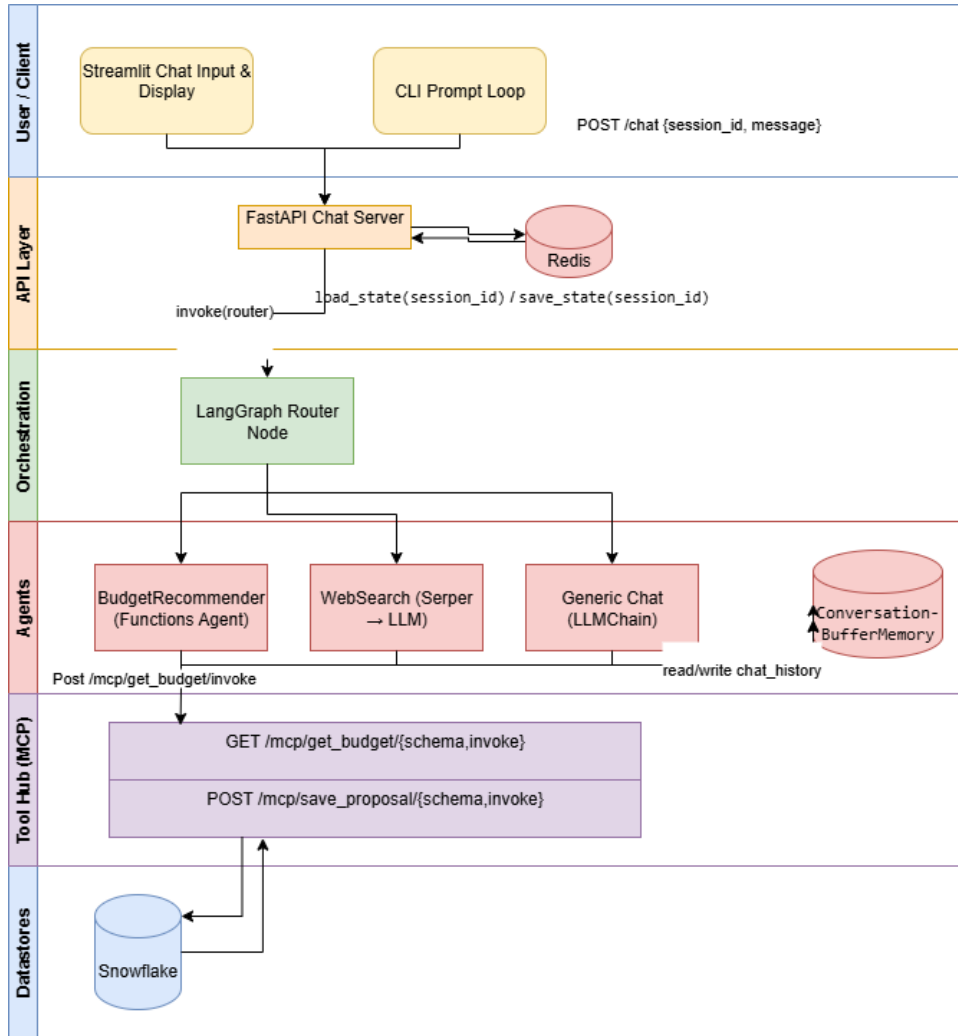 User / Client
Streamlit Chat Input &
Display
CLI Prompt Loop
POST /chat {session_id, message}
API Layer
FastAPI Chat Server
Redis
load_state(session_id) / save_state(session_id)
invoke(router)
Orchestration
LangGraph Router
Node
Agents
BudgetRecommender
(Functions Agent)
WebSearch (Serper
→ LLM)
Generic Chat
(LLMChain)
Conversation-
BufferMemory
read/write chat_history
Post /mcp/get_budget/invoke
Tool Hub (MCP)
GET /mcp/get_budget/{schema,invoke}
POST /mcp/save_proposal/{schema,invoke}
Datastores
Snowflake